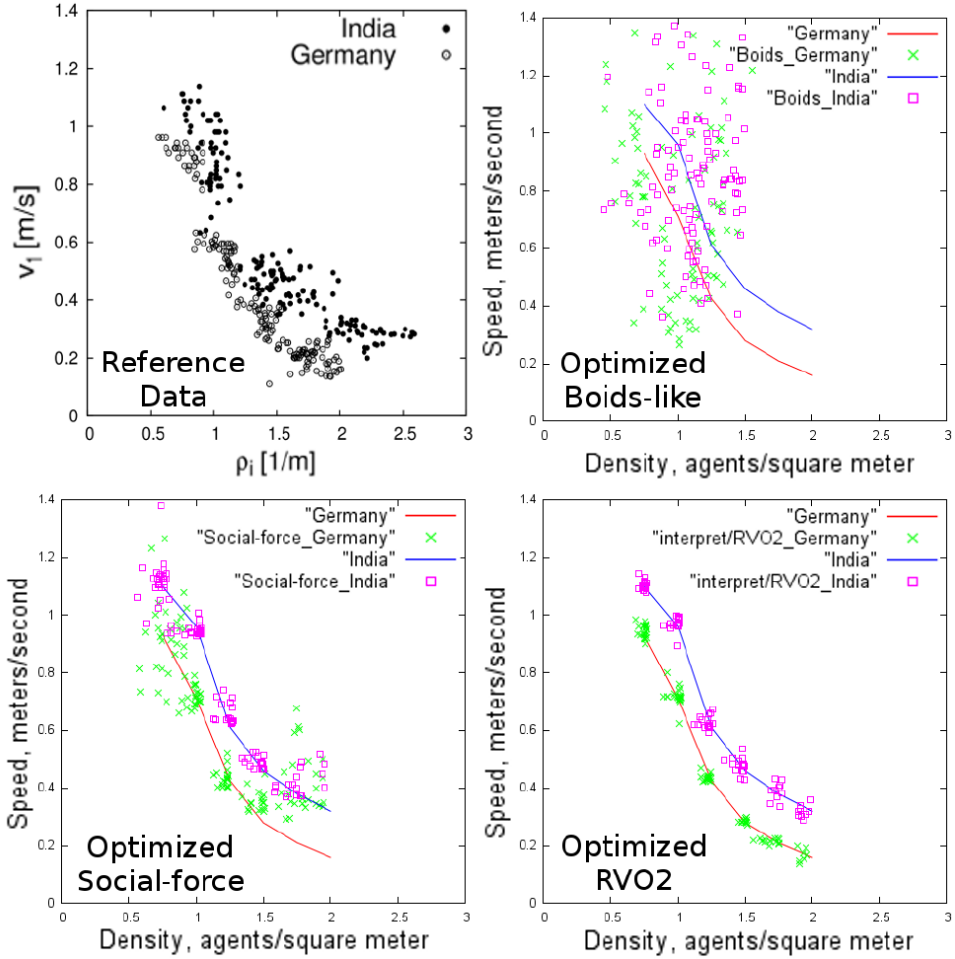 1.4
1.2
1
0.8
0.6
0.4
0.2
0
v₁ [m/s]
India
Germany
Reference
Data
0 0.5 1 1.5 2 2.5 3
ρᵢ [1/m]
1.4
1.2
1
0.8
0.6
0.4
0.2
0
Speed, meters/second
"Germany"
"Boids_Germany"
"India"
"Boids_India"
Optimized
Boids-like
0 0.5 1 1.5 2 2.5 3
Density, agents/square meter
1.4
1.2
1
0.8
0.6
0.4
0.2
0
Speed, meters/second
"Germany"
"Social-force_Germany"
"India"
"Social-force_India"
Optimized
Social-force
0 0.5 1 1.5 2 2.5 3
Density, agents/square meter
1.4
1.2
1
0.8
0.6
0.4
0.2
0
Speed, meters/second
"Germany"
"interpret/RVO2_Germany"
"India"
"interpret/RVO2_India"
Optimized
RVO2
0 0.5 1 1.5 2 2.5 3
Density, agents/square meter